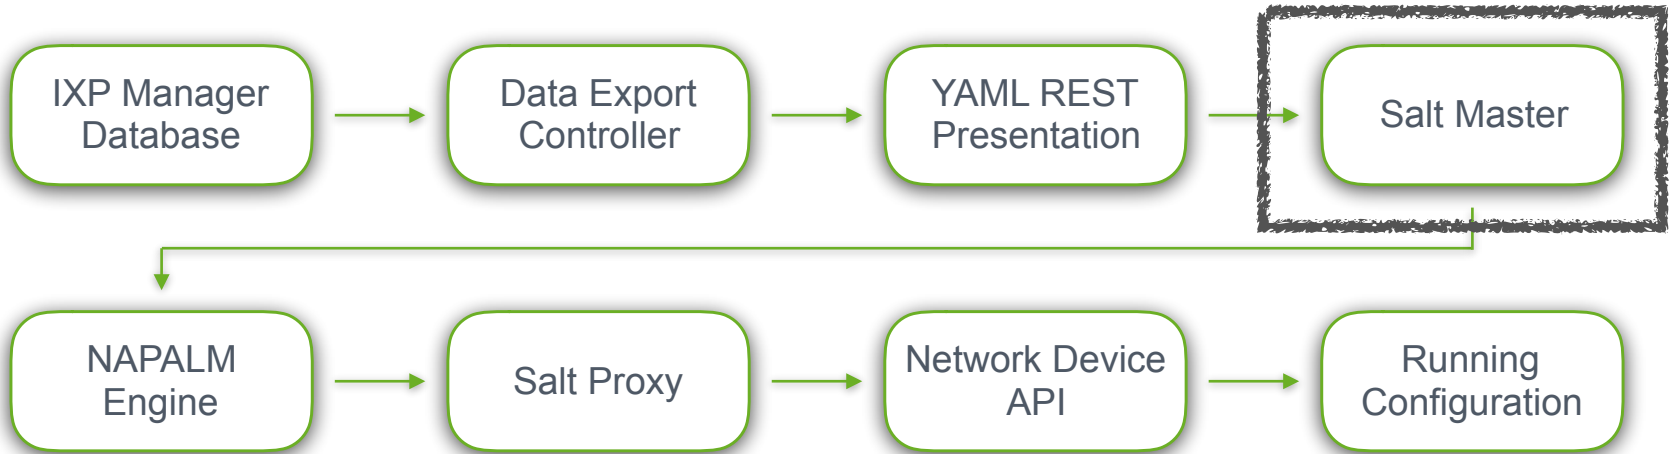 IXP Manager
Database
Data Export
Controller
YAML REST
Presentation
Salt Master
NAPALM
Engine
Salt Proxy
Network Device
API
Running
Configuration